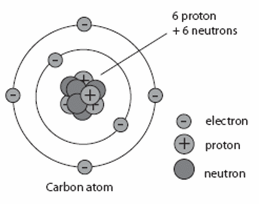 6 proton
+ 6 neutrons
electron
proton
neutron
Carbon atom